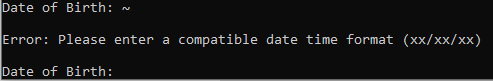 Date of Birth: ~
Error: Please enter a compatible date time format (xx/xx/xx)
Date of Birth: